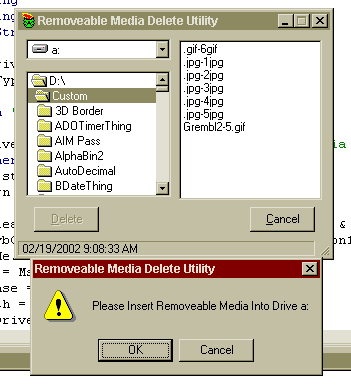 Removeable Media Delete Utility
a:
D:\
Custom
3D Border
ADOTimerThing
AIM Pass
AlphaBin2
AutoDecimal
BDateThing
.gif-6gif
.jpg-1jpg
.jpg-2jpg
.jpg-3jpg
.jpg-4jpg
.jpg-5jpg
Grembl2-5.gif
Delete
Cancel
02/19/2002 9:08:33 AM
Removeable Media Delete Utility
Please Insert Removeable Media Into Drive a:
OK
Cancel